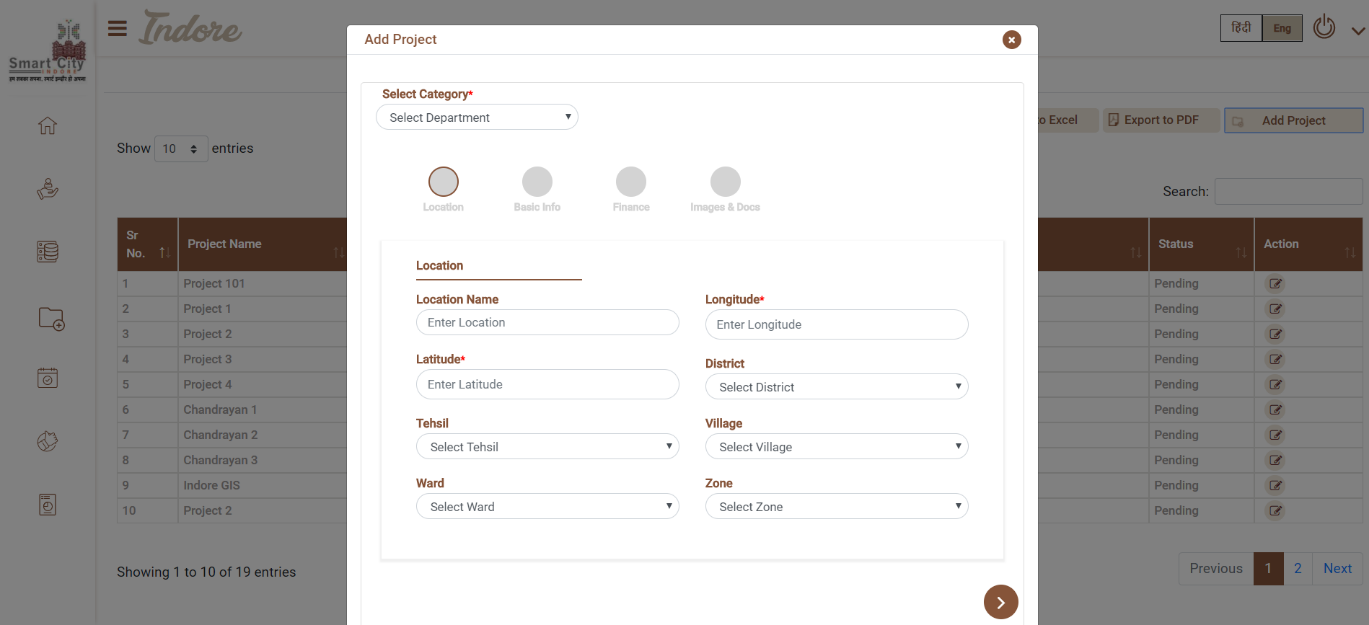 Indore
Smart City
INDORE
हिंदी
Eng
Add Project
Select Category*
Select Department
to Excel
Export to PDF
Add Project
Show 10 entries
Search:
Location
Basic Info
Finance
Images & Docs
Sr No.
Project Name
Status
Action
1 Project 101 Pending
2 Project 1 Pending
3 Project 2 Pending
4 Project 3 Pending
5 Project 4 Pending
6 Chandrayan 1 Pending
7 Chandrayan 2 Pending
8 Chandrayan 3 Pending
9 Indore GIS Pending
10 Project 2 Pending
Location
Location Name
Enter Location
Longitude*
Enter Longitude
Latitude*
Enter Latitude
District
Select District
Tehsil
Select Tehsil
Village
Select Village
Ward
Select Ward
Zone
Select Zone
Showing 1 to 10 of 19 entries
Previous 1 2 Next